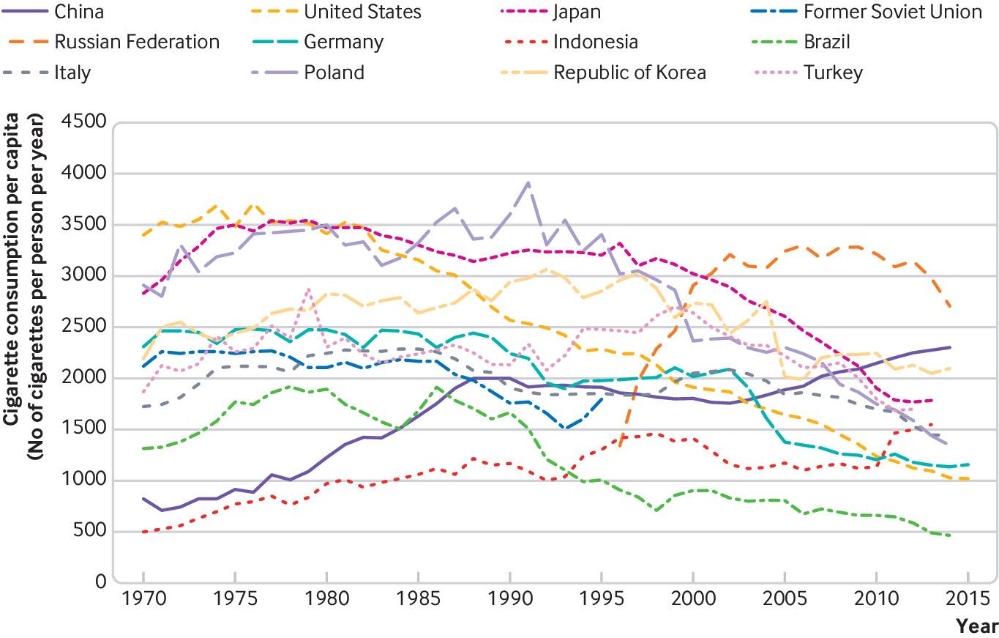 China United States Japan Former Soviet Union
Russian Federation Germany Indonesia Brazil
Italy Poland Republic of Korea Turkey
Cigarette consumption per capita
(No of cigarettes per person per year)
4500
4000
3500
3000
2500
2000
1500
1000
500
0
1970 1975 1980 1985 1990 1995 2000 2005 2010 2015
Year